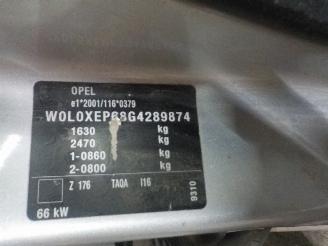 OPEL
e1*2001/116*0379
W0L0XEP68G4289874
1630 kg
2470 kg
1-0860 kg
2-0800 kg
Z 176 TAQA I16
66 kW
9310